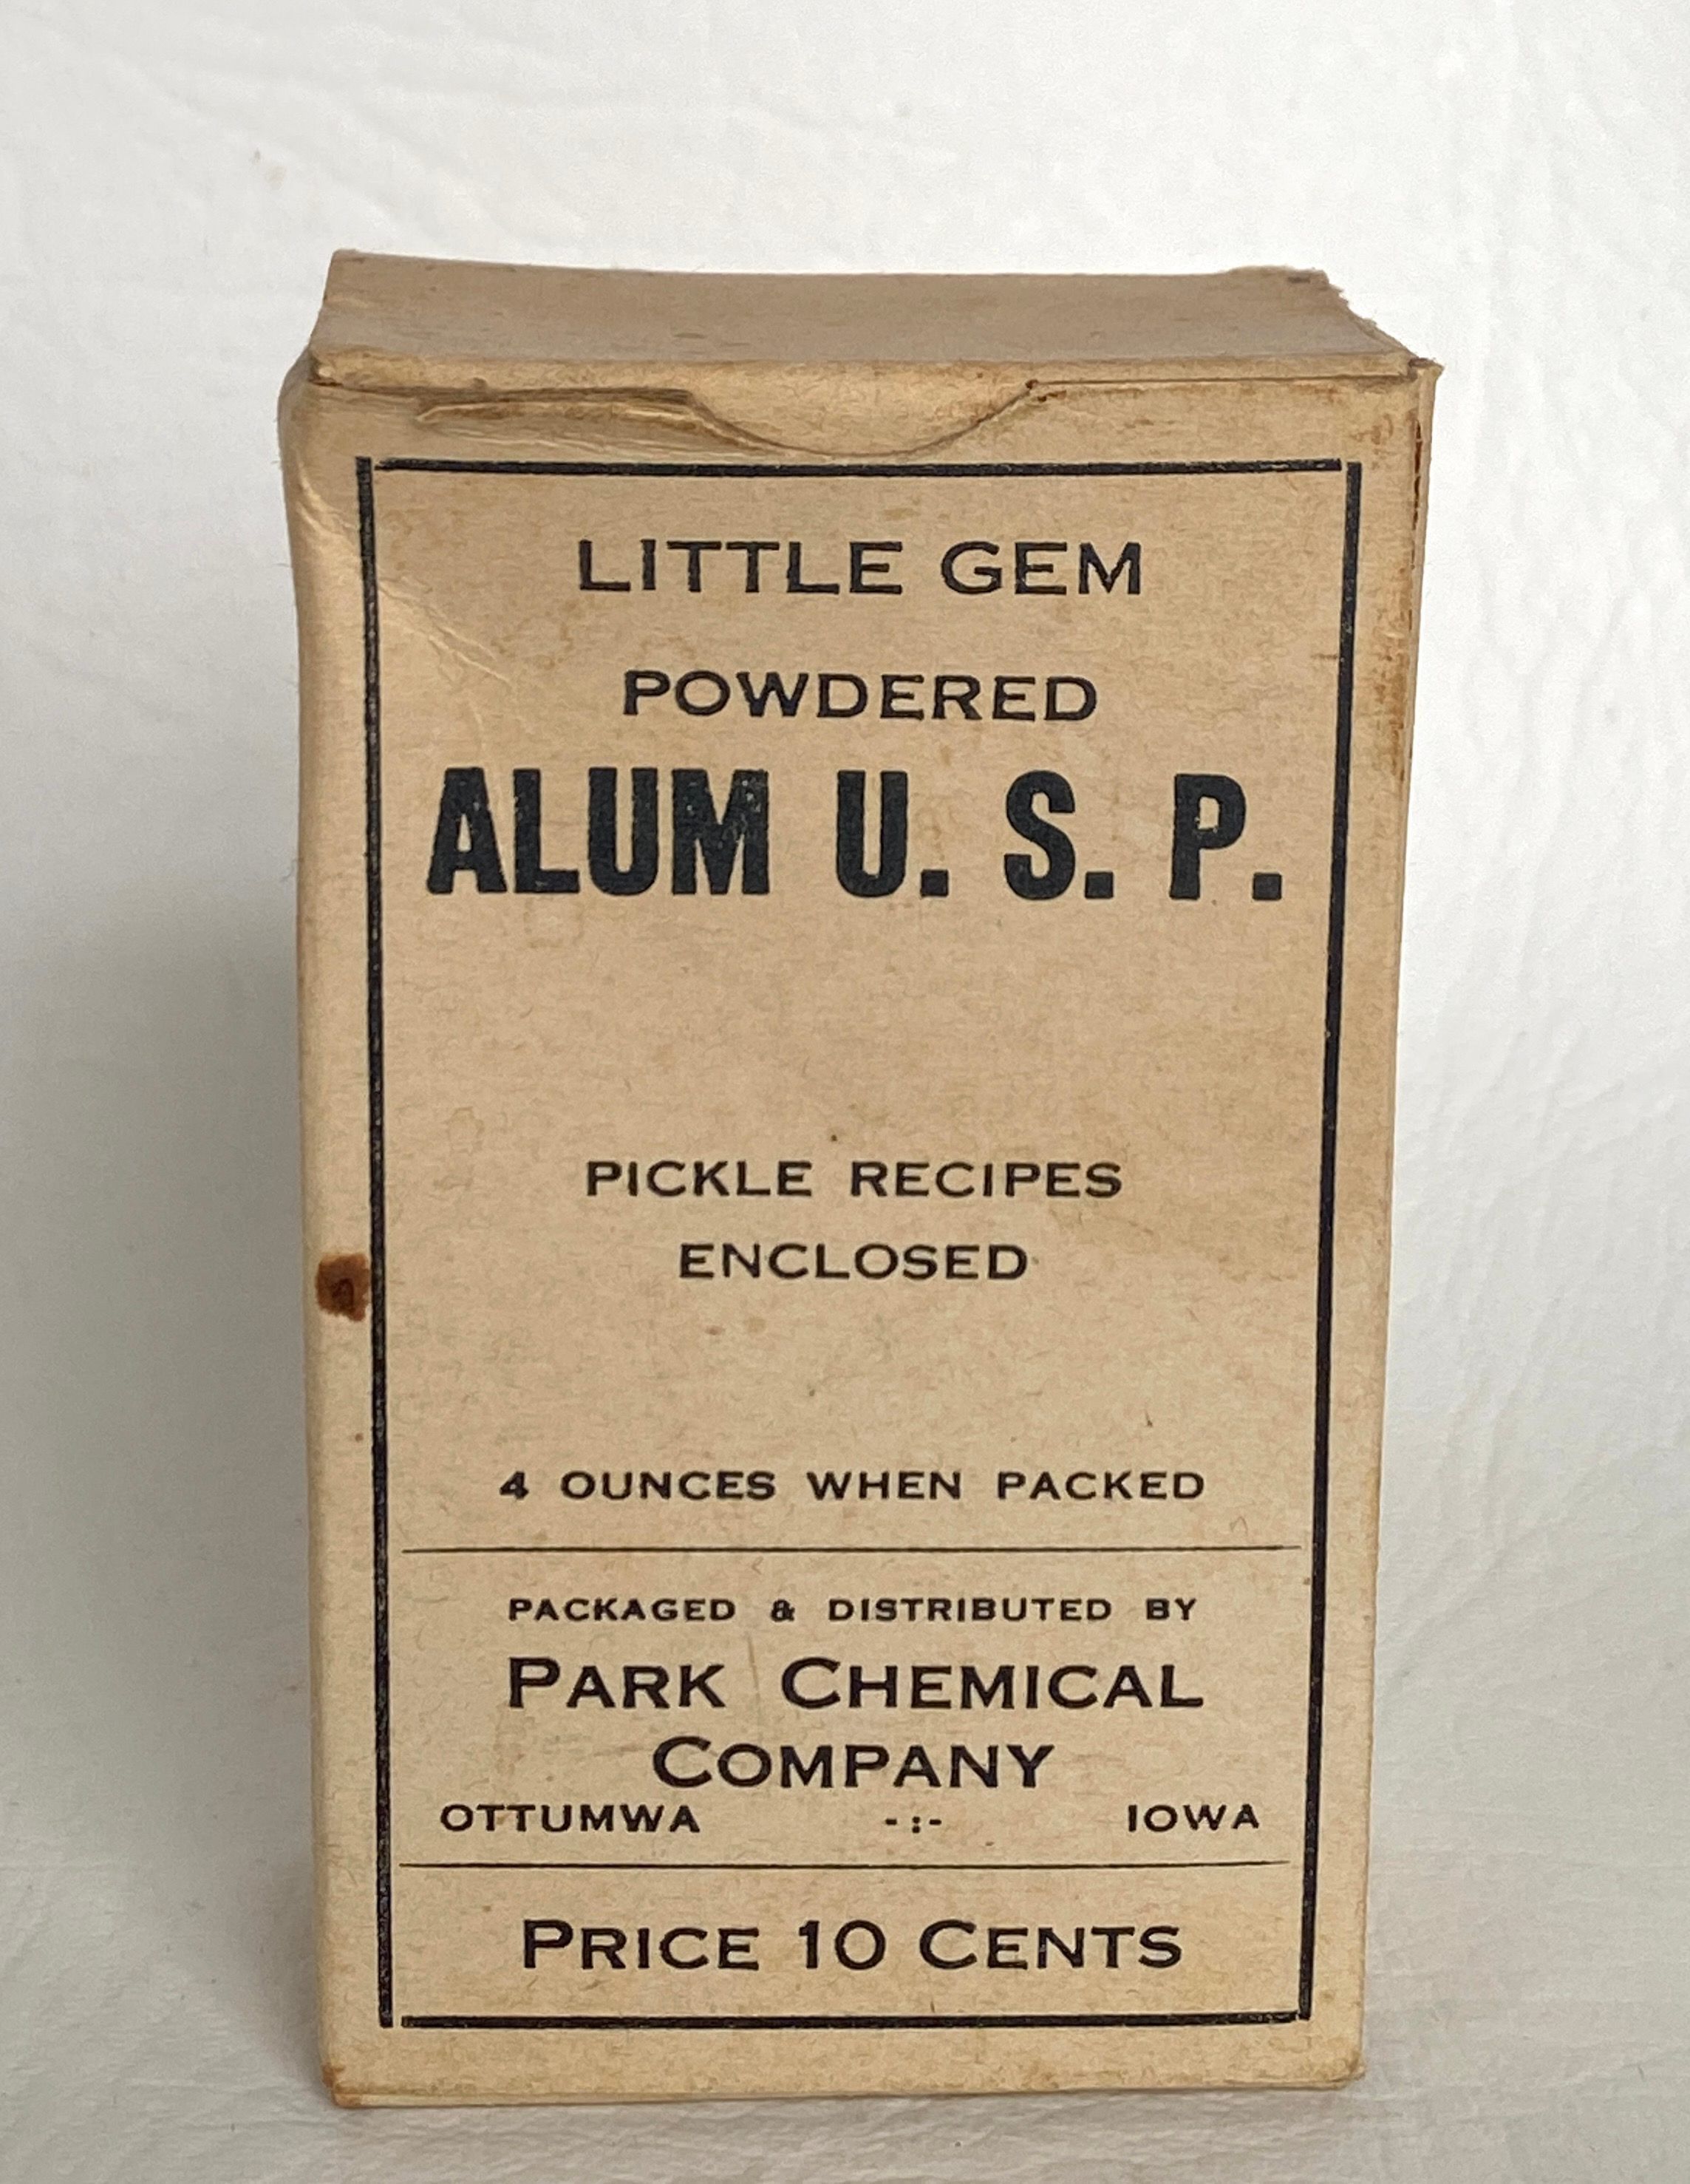 LITTLE GEM
POWDERED
ALUM U. S. P.
PICKLE RECIPES
ENCLOSED
4 OUNCES WHEN PACKED
PACKAGED & DISTRIBUTED BY
PARK CHEMICAL
COMPANY
OTTUMWA -:- IOWA
PRICE 10 CENTS